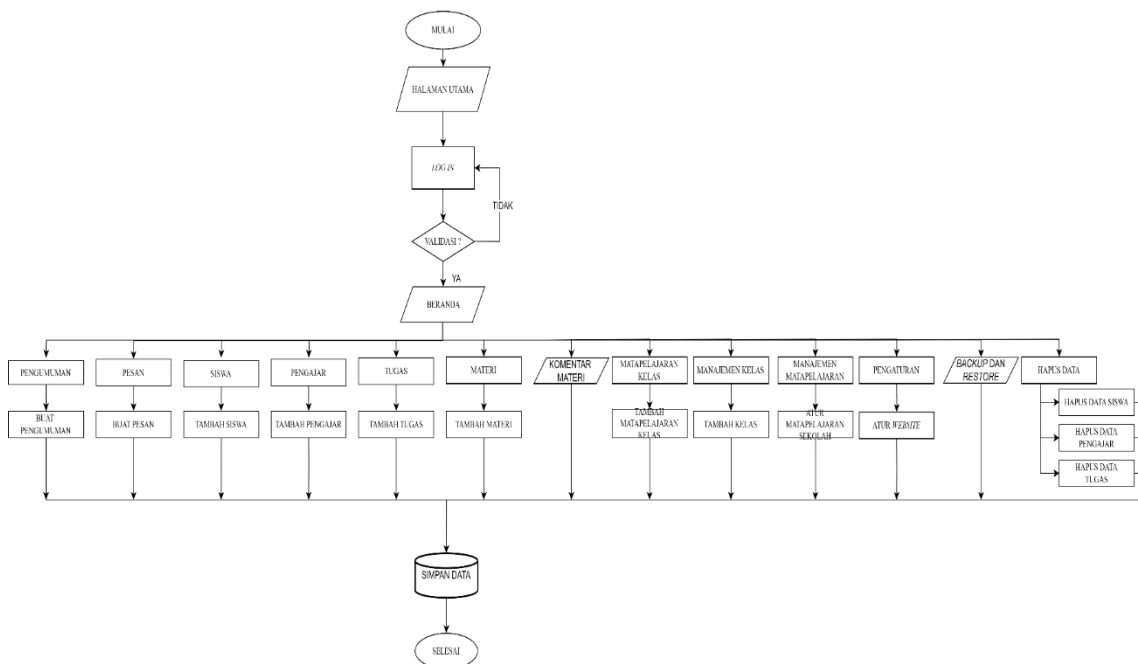 MULAI
HALAMAN UTAMA
LOG IN
TIDAK
VALIDASI ?
YA
BERANDA
PENGUMUMAN
PESAN
SISWA
PENGAJAR
TUGAS
MATERI
KOMENTAR
MATERI
MATAPELAJARAN
KELAS
MANAJEMEN KELAS
MANAJEMEN
MATAPELAJARAN
PENGATURAN
BACKUP DAN
RESTORE
HAPUS DATA
BUAT
PENGUMUMAN
BUAT PESAN
TAMBAH SISWA
TAMBAH PENGAJAR
TAMBAH TUGAS
TAMBAH MATERI
TAMBAH
MATAPELAJARAN
KELAS
TAMBAH KELAS
ATUR
MATAPELAJARAN
SEKOLAH
ATUR WEBSITE
HAPUS DATA SISWA
HAPUS DATA
PENGAJAR
HAPUS DATA
TUGAS
SIMPAN DATA
SELESAI